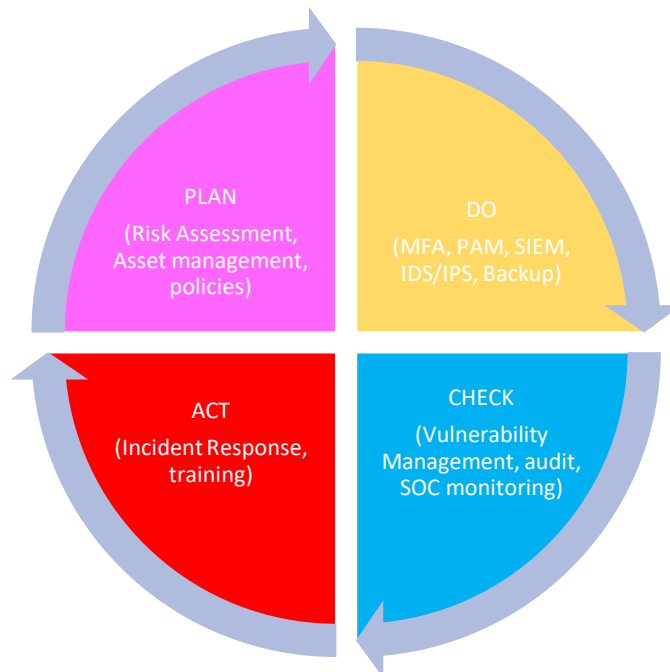 PLAN
(Risk Assessment,
Asset management,
policies)
DO
(MFA, PAM, SIEM,
IDS/IPS, Backup)
ACT
(Incident Response,
training)
CHECK
(Vulnerability
Management, audit,
SOC monitoring)